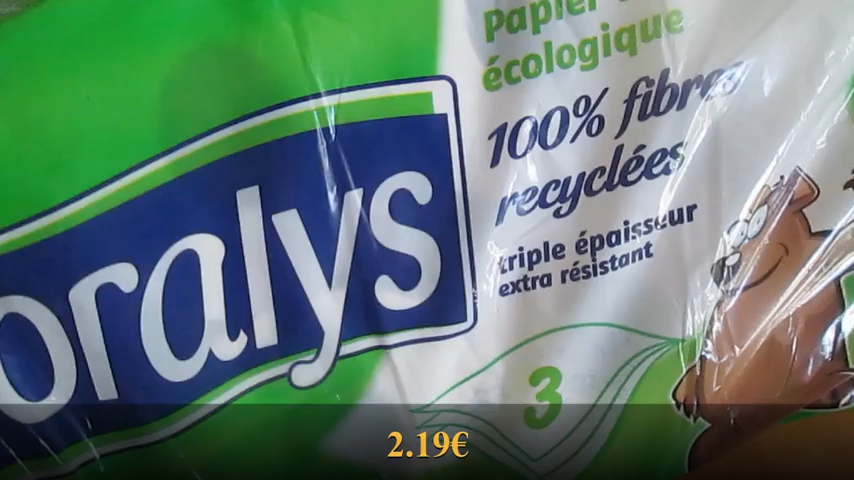 Papier
écologique
100% fibres
recyclées
triple épaisseur
extra résistant
oralys
3
2.19€